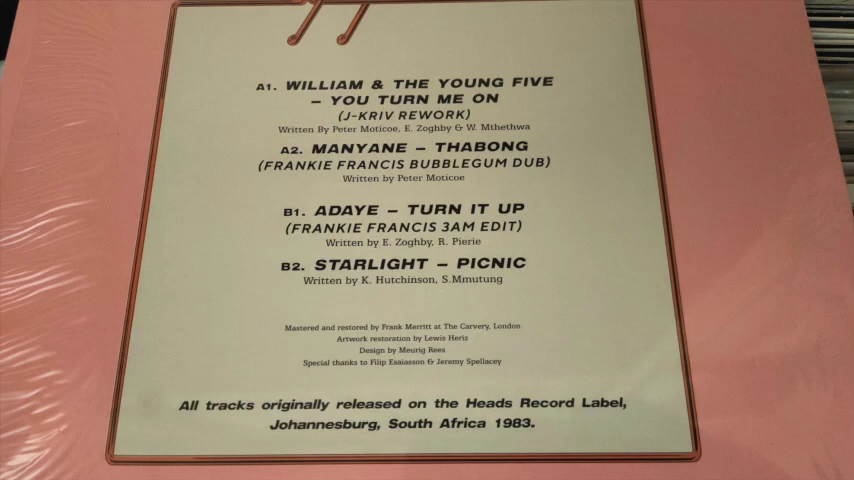 A1. WILLIAM & THE YOUNG FIVE
– YOU TURN ME ON
(J-KRIV REWORK)
Written By Peter Moticoe, E. Zoghby & W. Mthethwa
A2. MANYANE – THABONG
(FRANKIE FRANCIS BUBBLEGUM DUB)
Written by Peter Moticoe
B1. ADAYE – TURN IT UP
(FRANKIE FRANCIS 3AM EDIT)
Written by E. Zoghby, R. Pierie
B2. STARLIGHT – PICNIC
Written by K. Hutchinson, S.Mmutung
Mastered and restored by Frank Merritt at The Carvery, London
Artwork restoration by Lewis Heriz
Design by Meurig Rees
Special thanks to Filip Esaiasson & Jeremy Spellacey
All tracks originally released on the Heads Record Label,
Johannesburg, South Africa 1983.